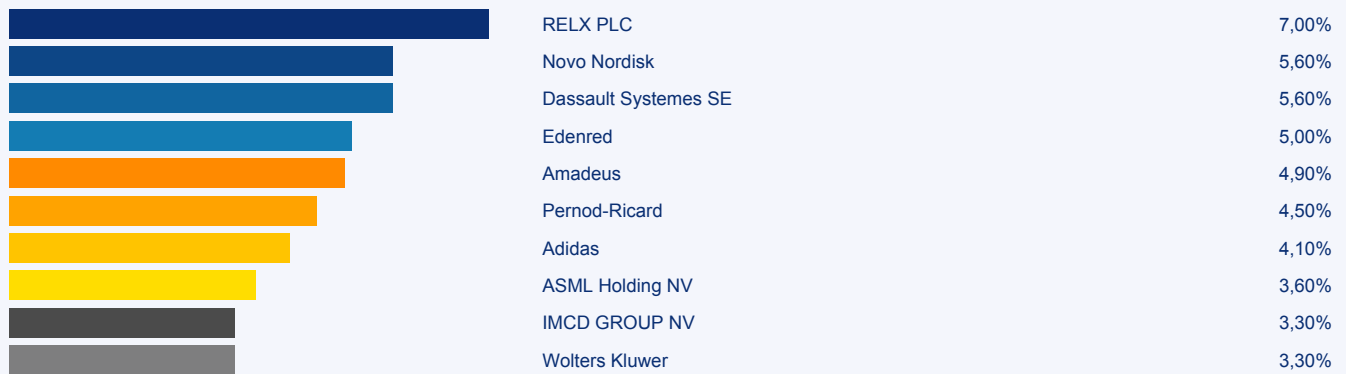 RELX PLC 7,00%
Novo Nordisk 5,60%
Dassault Systemes SE 5,60%
Edenred 5,00%
Amadeus 4,90%
Pernod-Ricard 4,50%
Adidas 4,10%
ASML Holding NV 3,60%
IMCD GROUP NV 3,30%
Wolters Kluwer 3,30%